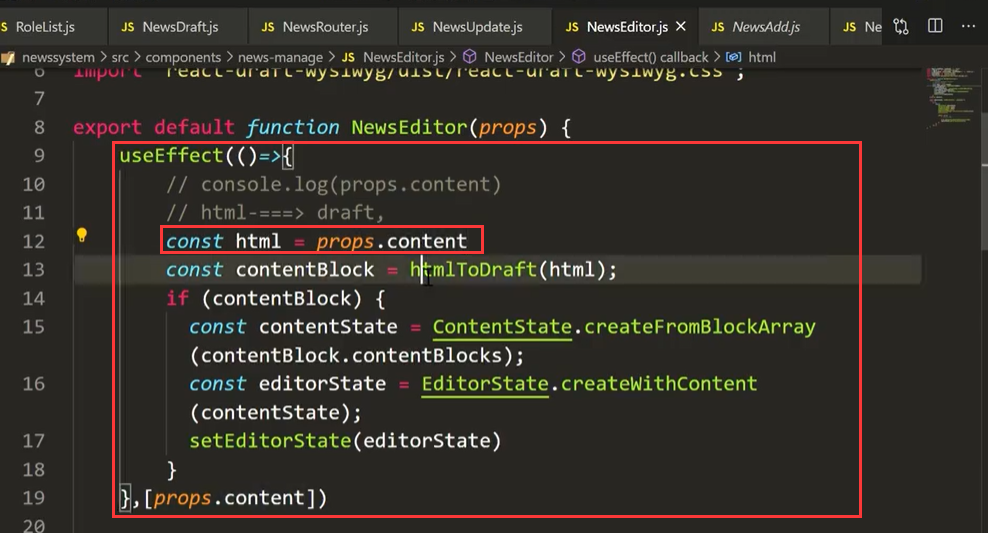 JS RoleList.js JS NewsDraft.js JS NewsRouter.js JS NewsUpdate.js JS NewsEditor.js × JS NewsAdd.js JS Ne ···
newssystem > src > components > news-manage > JS NewsEditor.js > NewsEditor > useEffect() callback > html
6 import 'react-draft-wysiwyg/dist/react-draft-wysiwyg.css';
7
8 export default function NewsEditor(props) {
9 useEffect(()=>{
10 // console.log(props.content)
11 // html-===> draft,
12 const html = props.content
13 const contentBlock = htmlToDraft(html);
14 if (contentBlock) {
15 const contentState = ContentState.createFromBlockArray
(contentBlock.contentBlocks);
16 const editorState = EditorState.createWithContent
(contentState);
17 setEditorState(editorState)
18 }
19 },[props.content])
20